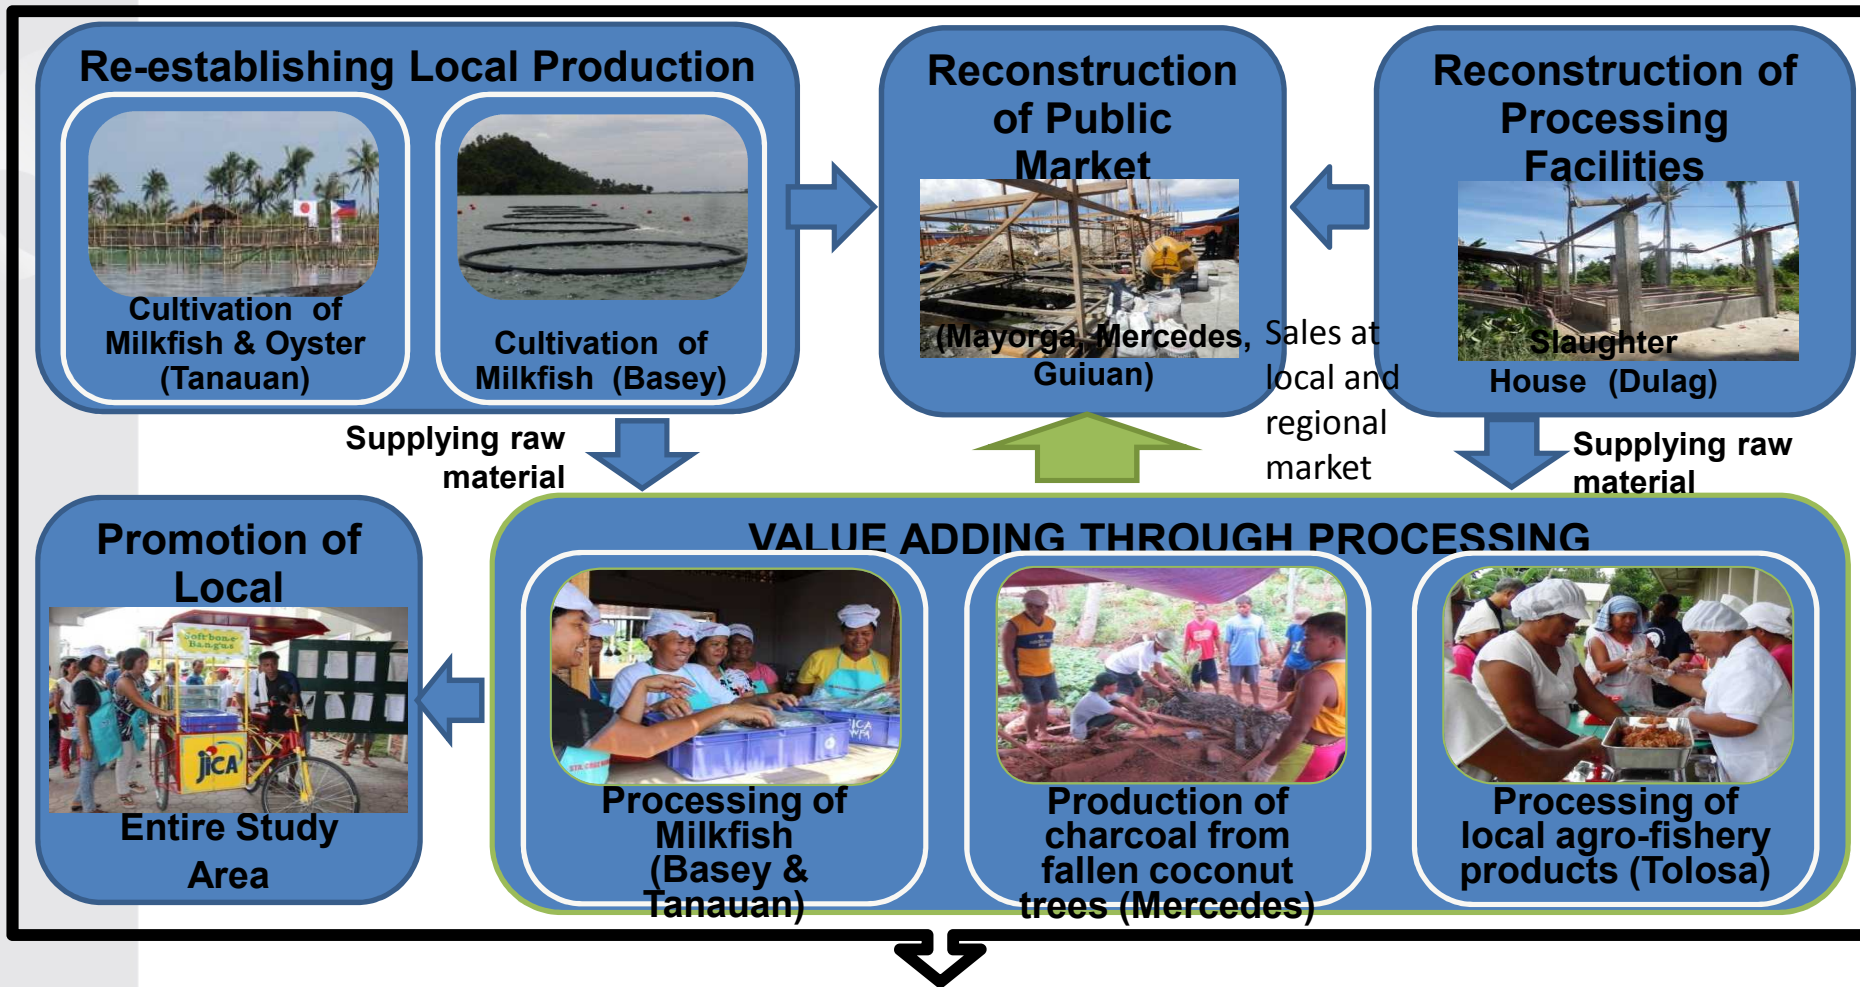 Re-establishing Local Production
Cultivation of
Milkfish & Oyster
(Tanauan)
Cultivation of
Milkfish (Basey)
Reconstruction
of Public
Market
(Mayorga, Mercedes,
Guiuan)
Reconstruction of
Processing
Facilities
Slaughter
House (Dulag)
Supplying raw
material
Sales at
local and
regional
market
Supplying raw
material
Promotion of
Local
Soft bone
Bangus
JICA
Entire Study
Area
VALUE ADDING THROUGH PROCESSING
Processing of
Milkfish
(Basey &
Tanauan)
Production of
charcoal from
fallen coconut
trees (Mercedes)
Processing of
local agro-fishery
products (Tolosa)